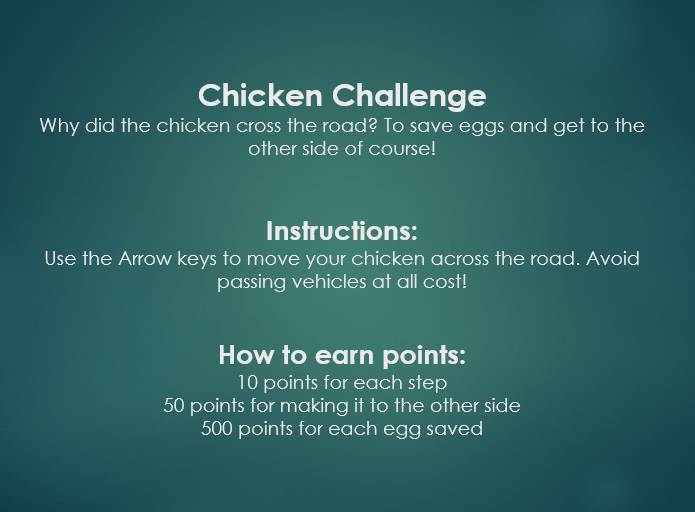 Chicken Challenge
Why did the chicken cross the road? To save eggs and get to the
other side of course!
Instructions:
Use the Arrow keys to move your chicken across the road. Avoid
passing vehicles at all cost!
How to earn points:
10 points for each step
50 points for making it to the other side
500 points for each egg saved